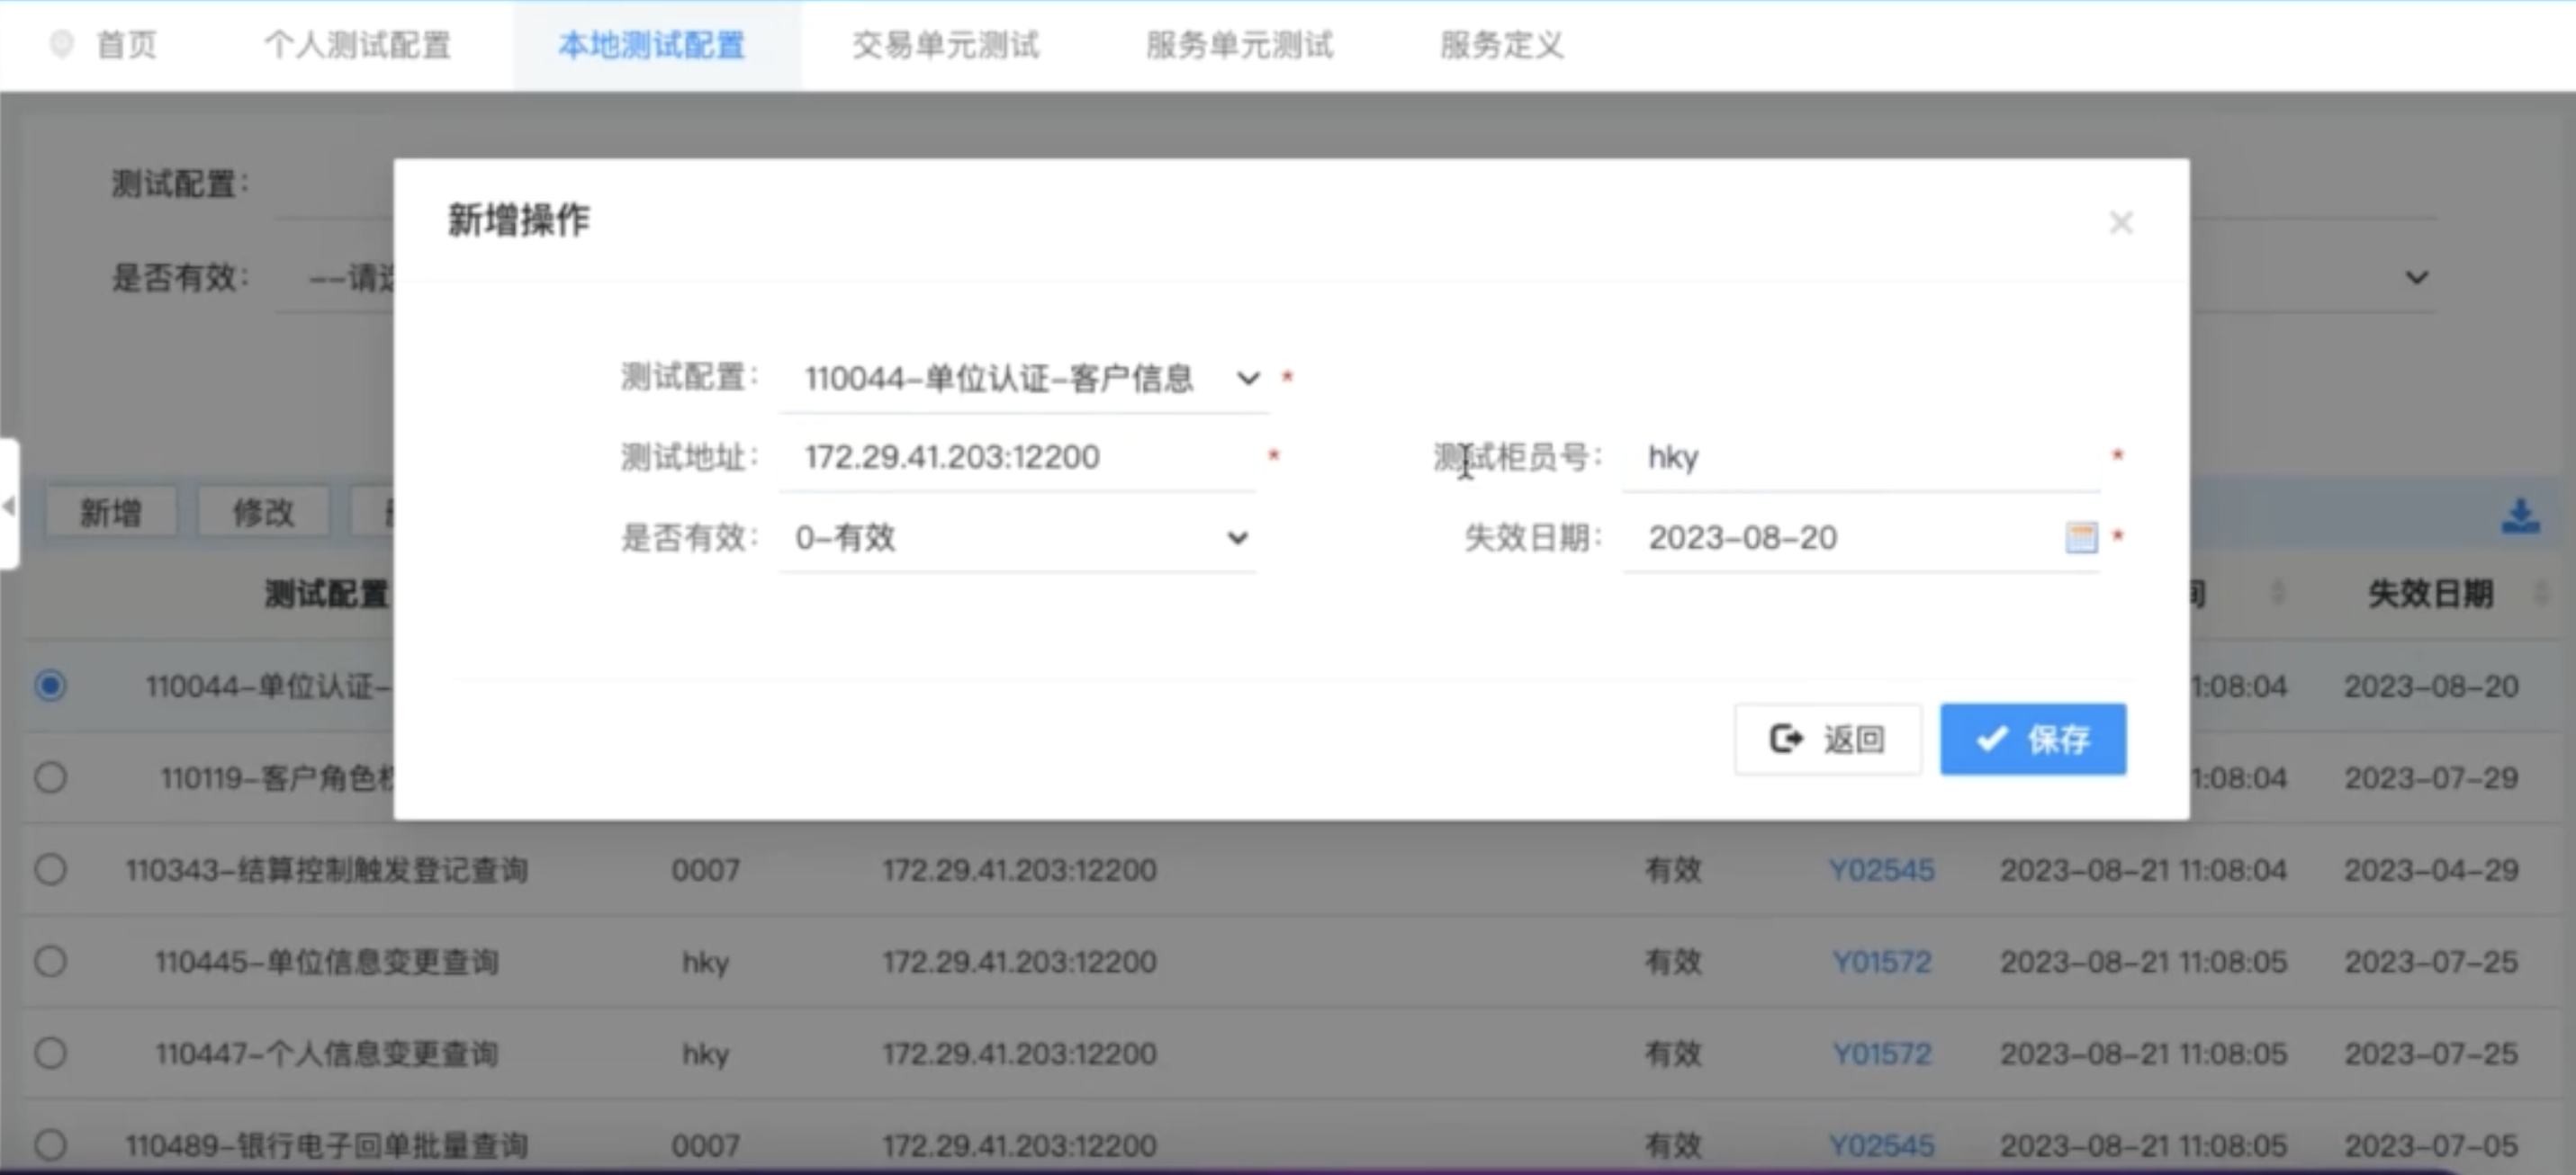 首页 个人测试配置 本地测试配置 交易单元测试 服务单元测试 服务定义
测试配置：
是否有效： --请选
新增操作
测试配置： 110044-单位认证-客户信息 *
测试地址： 172.29.41.203:12200 * 测试柜员号： hky *
是否有效： 0-有效 失效日期： 2023-08-20 *
返回 保存
新增 修改
测试配置 间 失效日期
110044-单位认证- 1:08:04 2023-08-20
110119-客户角色权 1:08:04 2023-07-29
110343-结算控制触发登记查询 0007 172.29.41.203:12200 有效 Y02545 2023-08-21 11:08:04 2023-04-29
110445-单位信息变更查询 hky 172.29.41.203:12200 有效 Y01572 2023-08-21 11:08:05 2023-07-25
110447-个人信息变更查询 hky 172.29.41.203:12200 有效 Y01572 2023-08-21 11:08:05 2023-07-25
110489-银行电子回单批量查询 0007 172.29.41.203:12200 有效 Y02545 2023-08-21 11:08:05 2023-07-05